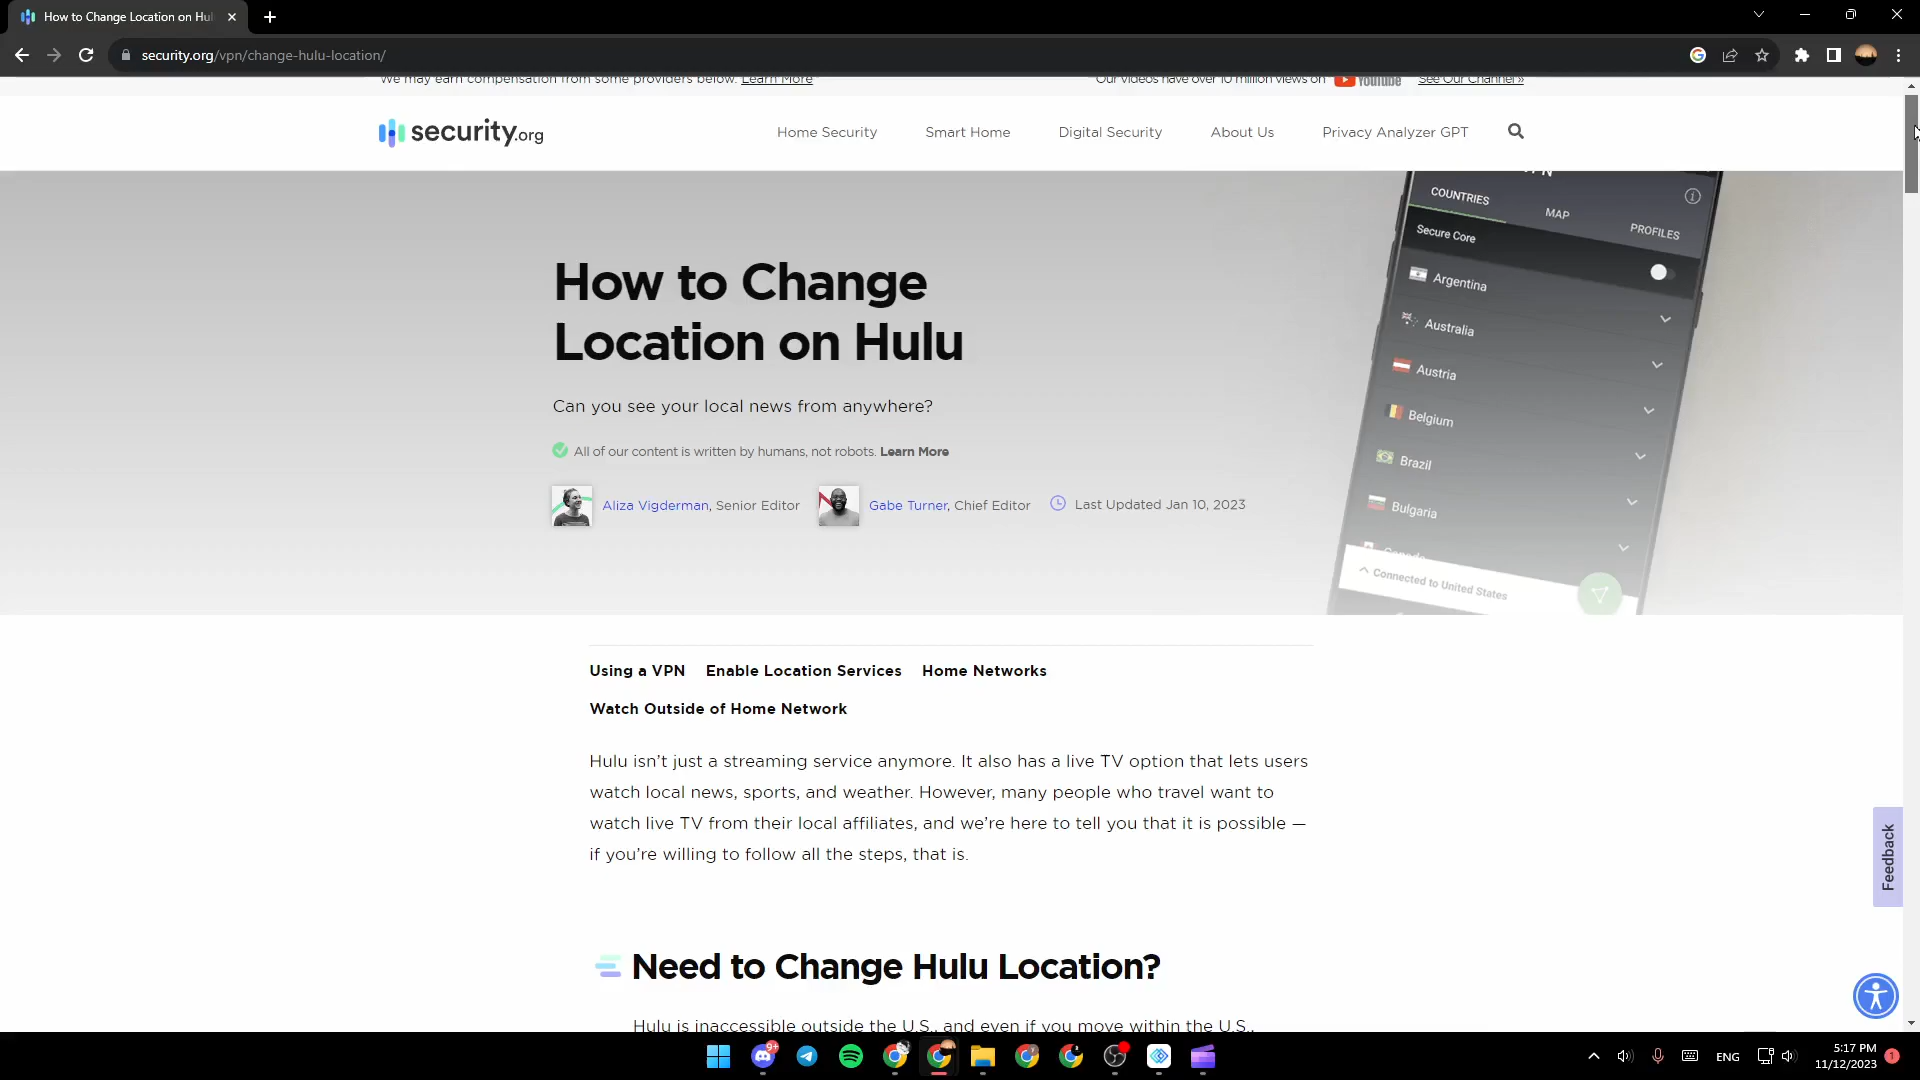 How to Change Location on Hul
security.org/vpn/change-hulu-location/
We may earn compensation from some providers below. Learn More
Our videos have over 10 million views on YouTube See Our Channel »
security.org
Home Security Smart Home Digital Security About Us Privacy Analyzer GPT
COUNTRIES MAP PROFILES
Secure Core
Argentina
Australia
Austria
Belgium
Brazil
Bulgaria
Canada
Connected to United States
How to Change
Location on Hulu
Can you see your local news from anywhere?
All of our content is written by humans, not robots. Learn More
Aliza Vigderman, Senior Editor Gabe Turner, Chief Editor Last Updated Jan 10, 2023
Using a VPN Enable Location Services Home Networks
Watch Outside of Home Network
Hulu isn’t just a streaming service anymore. It also has a live TV option that lets users
watch local news, sports, and weather. However, many people who travel want to
watch live TV from their local affiliates, and we’re here to tell you that it is possible —
if you’re willing to follow all the steps, that is.
Feedback
Need to Change Hulu Location?
Hulu is inaccessible outside the U.S., and even if you move within the U.S.,
9+
ENG
5:17 PM
11/12/2023
1